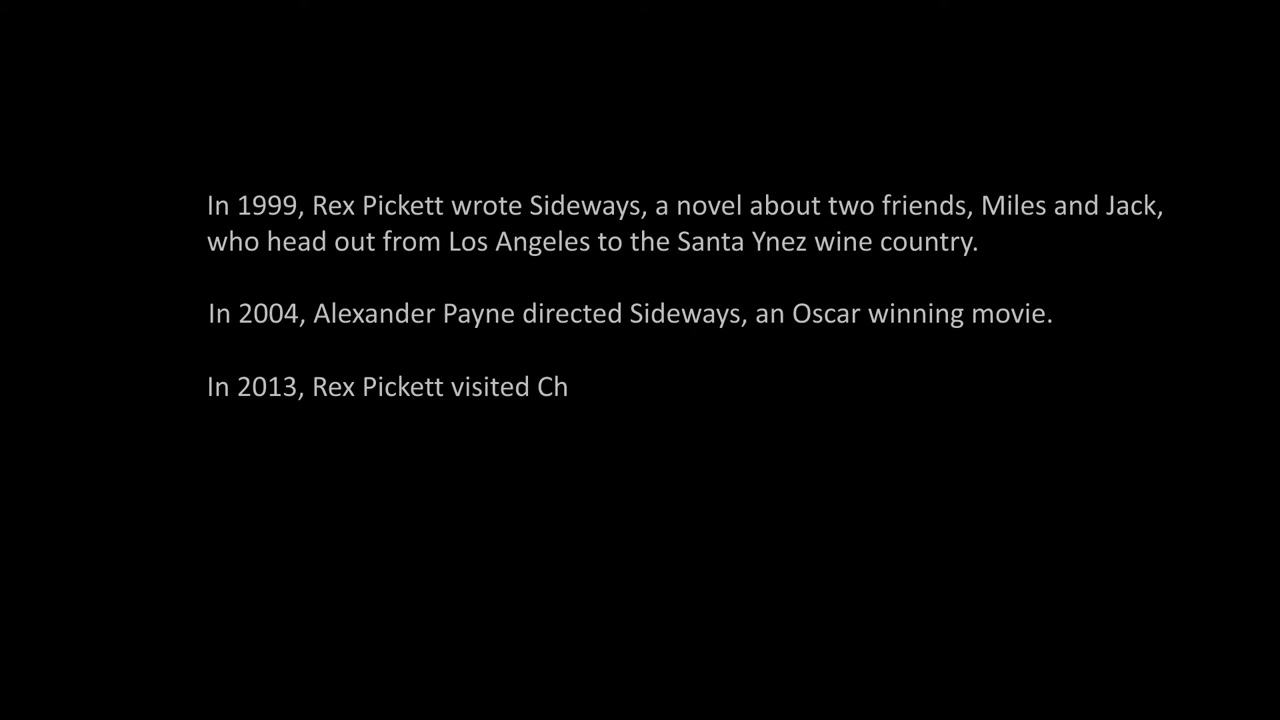 In 1999, Rex Pickett wrote Sideways, a novel about two friends, Miles and Jack,
who head out from Los Angeles to the Santa Ynez wine country.
In 2004, Alexander Payne directed Sideways, an Oscar winning movie.
In 2013, Rex Pickett visited Ch